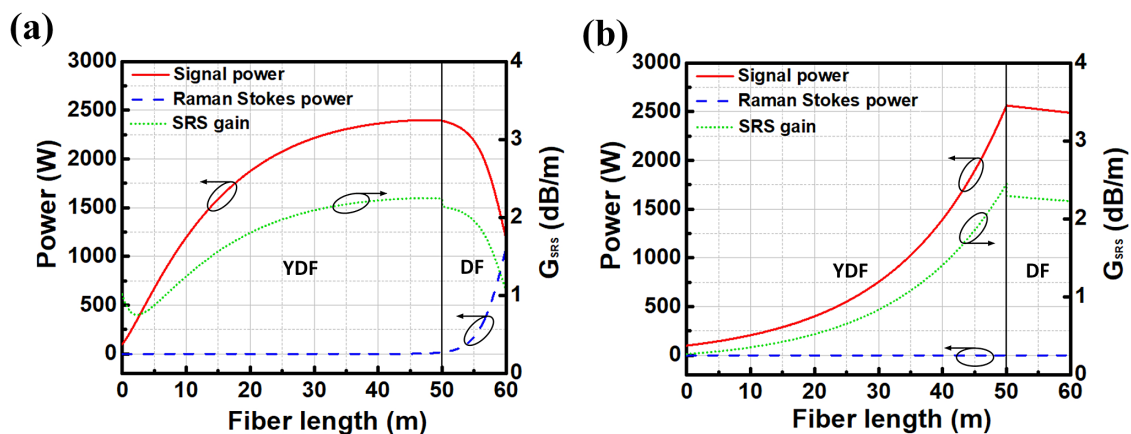 (a)
3000
2500
2000
1500
1000
500
0
Power (W)
Signal power
Raman Stokes power
SRS gain
YDF
DF
4
3
2
1
0
G_SRS (dB/m)
0 10 20 30 40 50 60
Fiber length (m)
(b)
3000
2500
2000
1500
1000
500
0
Power (W)
Signal power
Raman Stokes power
SRS gain
YDF
DF
4
3
2
1
0
G_SRS (dB/m)
0 10 20 30 40 50 60
Fiber length (m)